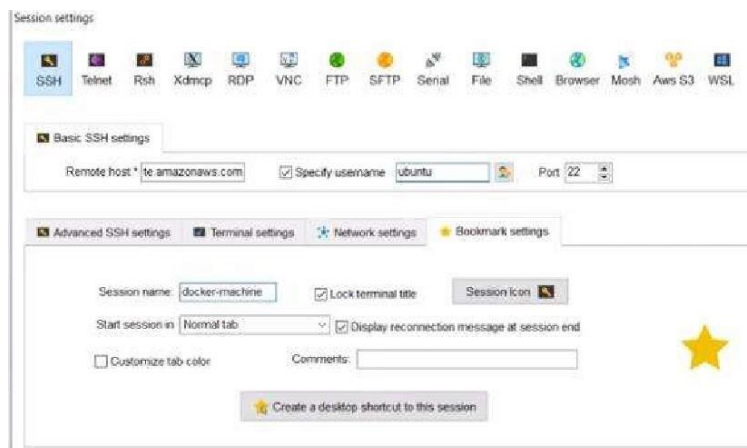 Session settings
SSH Telnet Rsh Xdmcp RDP VNC FTP SFTP Serial File Shell Browser Mosh Aws S3 WSL
Basic SSH settings
Remote host * te.amazonaws.com Specify username ubuntu Port 22
Advanced SSH settings Terminal settings Network settings Bookmark settings
Session name: docker-machine Lock terminal title Session icon
Start session in Normal tab Display reconnection message at session end
Customize tab color Comments:
Create a desktop shortcut to this session